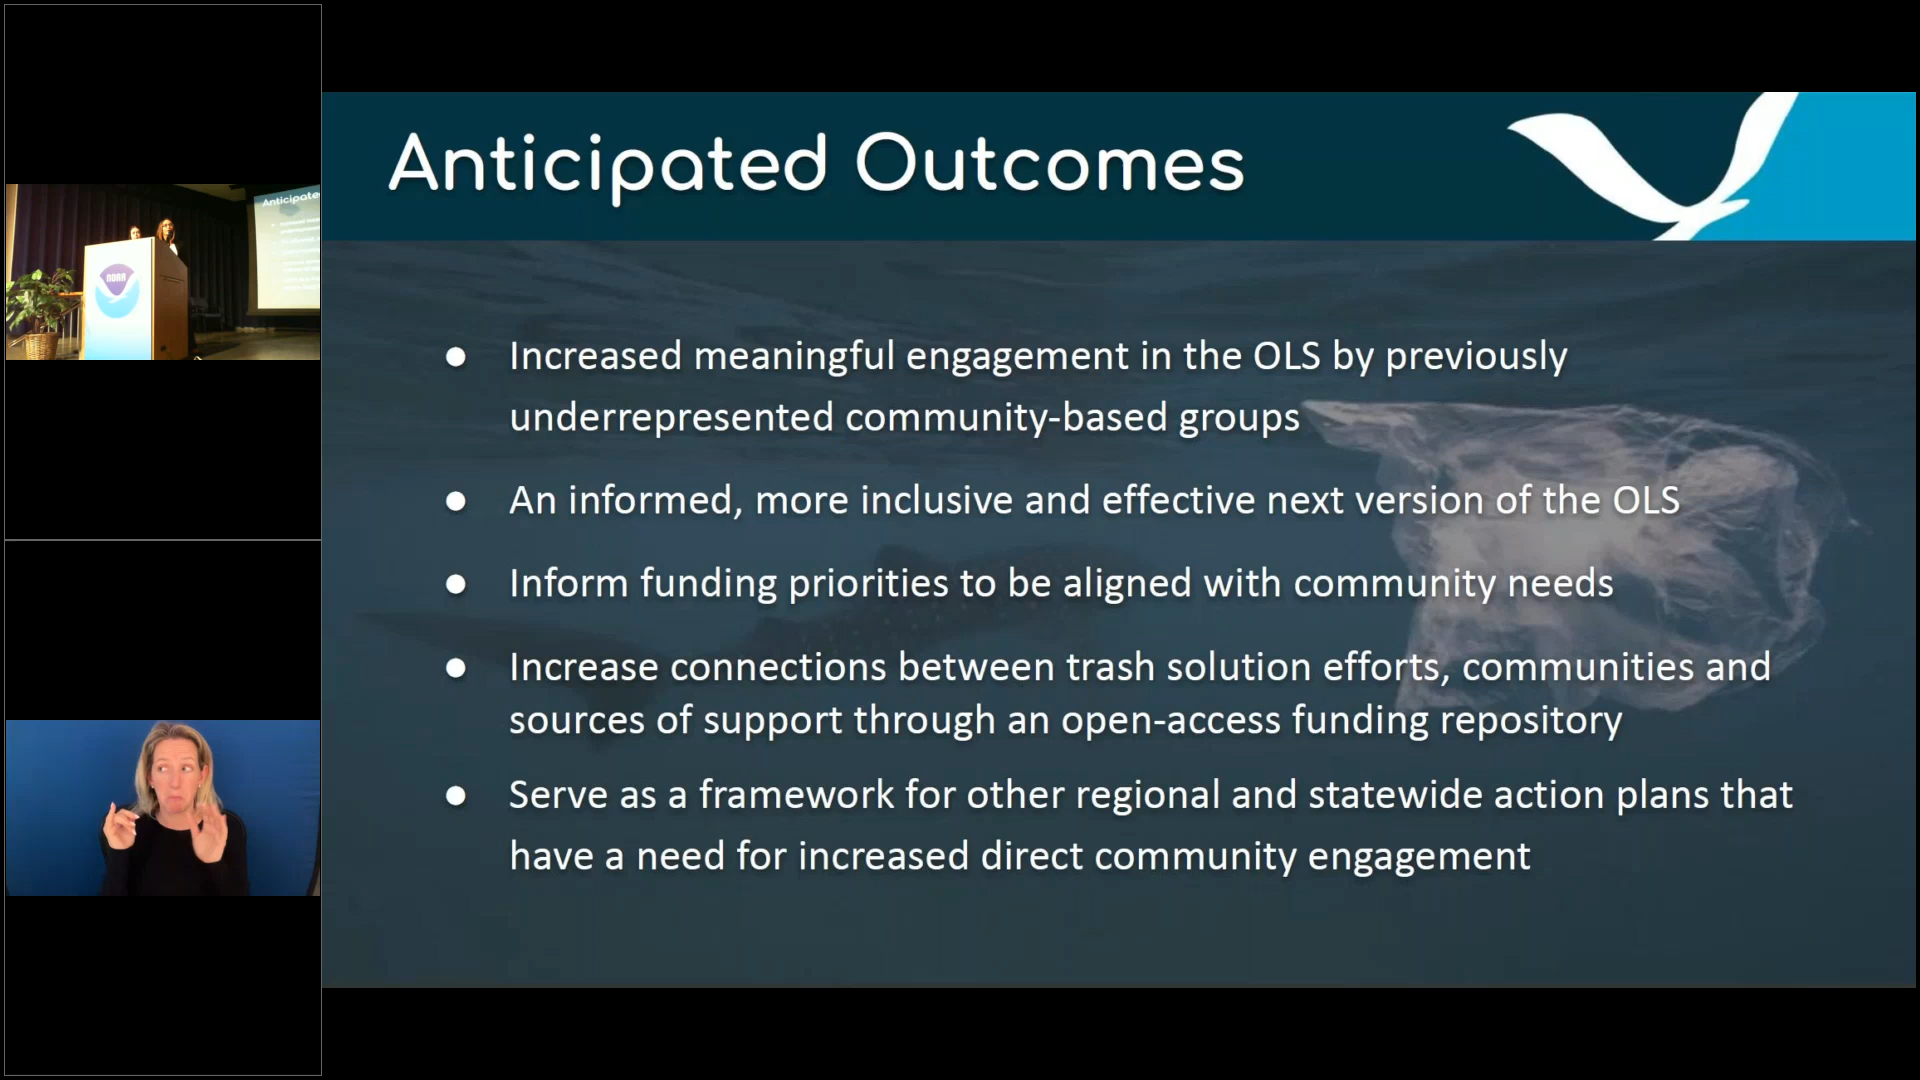 Anticipated Outcomes
Anticipate
NOAA
● Increased meaningful engagement in the OLS by previously
underrepresented community-based groups
● An informed, more inclusive and effective next version of the OLS
● Inform funding priorities to be aligned with community needs
● Increase connections between trash solution efforts, communities and
sources of support through an open-access funding repository
● Serve as a framework for other regional and statewide action plans that
have a need for increased direct community engagement